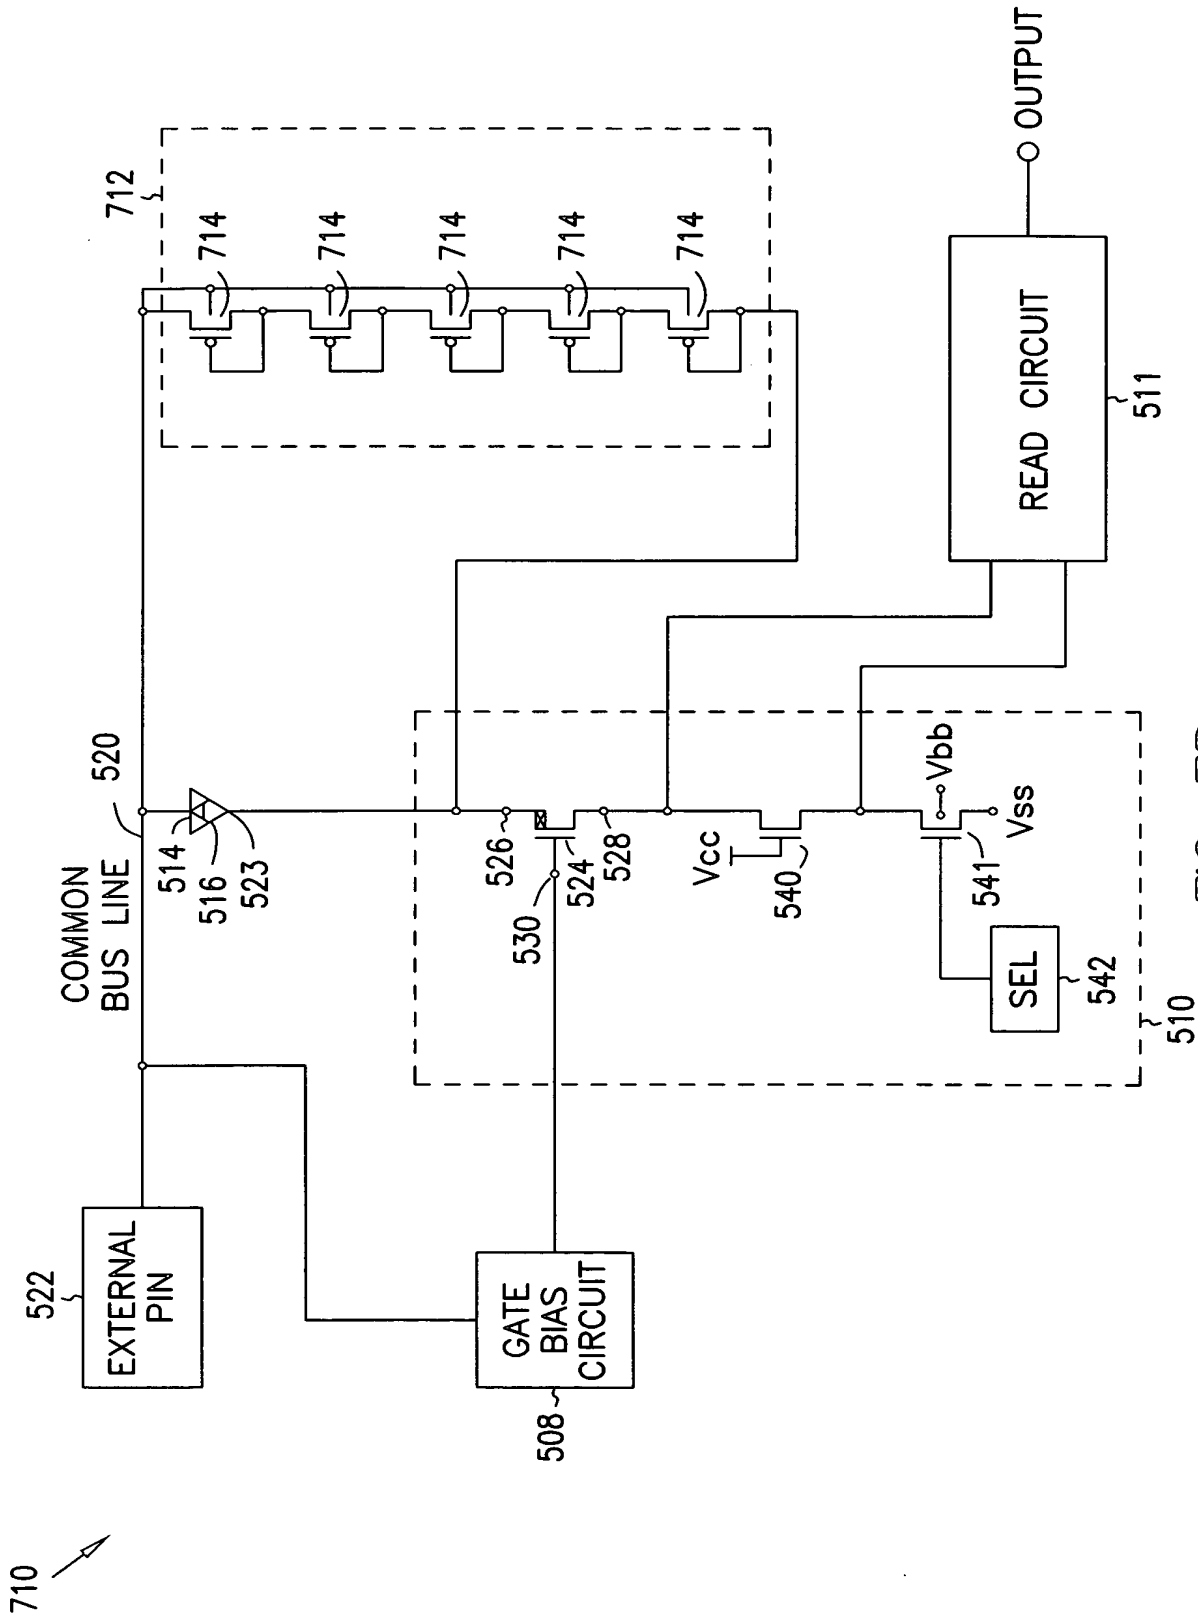 710
522
EXTERNAL
PIN
COMMON
BUS LINE
520
514
516
523
712
714
714
714
714
714
508
GATE
BIAS
CIRCUIT
530
526
524
528
Vcc
540
Vbb
541
Vss
SEL
542
510
READ CIRCUIT
511
OUTPUT